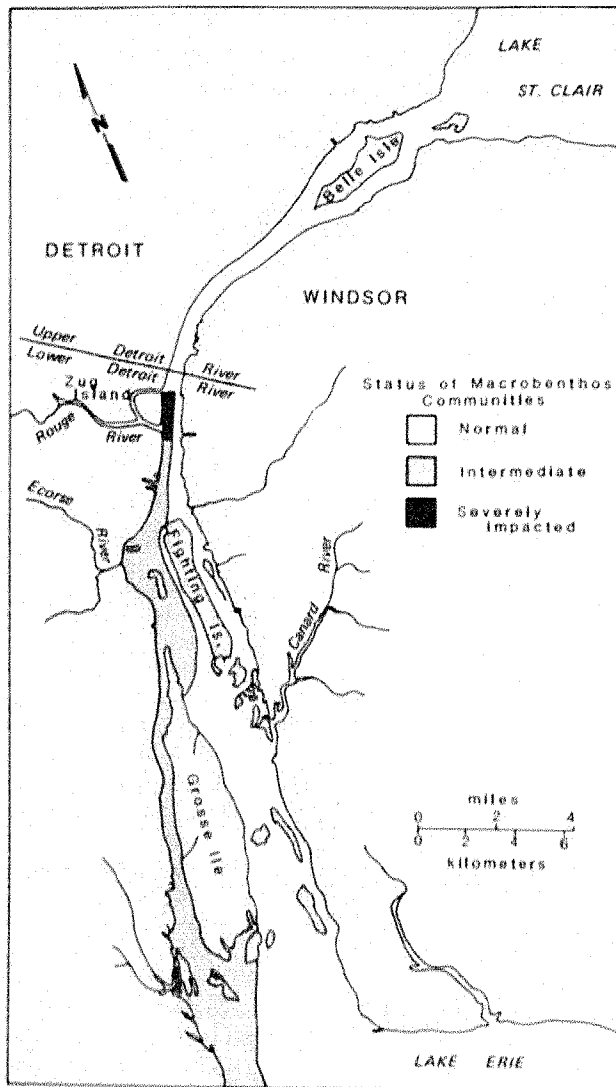 LAKE
ST. CLAIR
N
Belle Isle
DETROIT
WINDSOR
Upper Detroit River
Lower Detroit River
Zug
Island
Rouge River
Status of Macrobenthos
Communities
Normal
Intermediate
Severely
Impacted
Ecorse
River
Fighting Is.
Canard River
Grosse Ile
miles
0 2 4
0 2 4 6
kilometers
LAKE ERIE